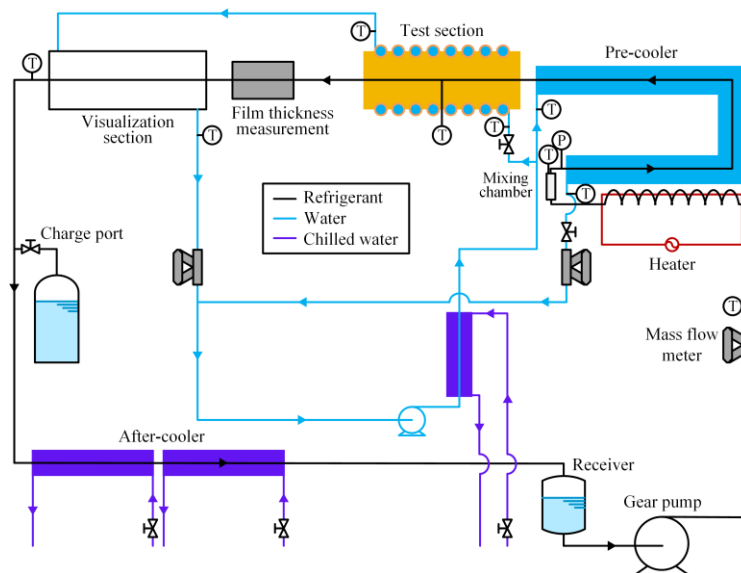 Test section
Pre-cooler
T
T
T
Visualization
section
Film thickness
measurement
T
T
T
T
T
P
Mixing
chamber
T
Refrigerant
Water
Chilled water
Charge port
Heater
T
Mass flow
meter
After-cooler
Receiver
Gear pump